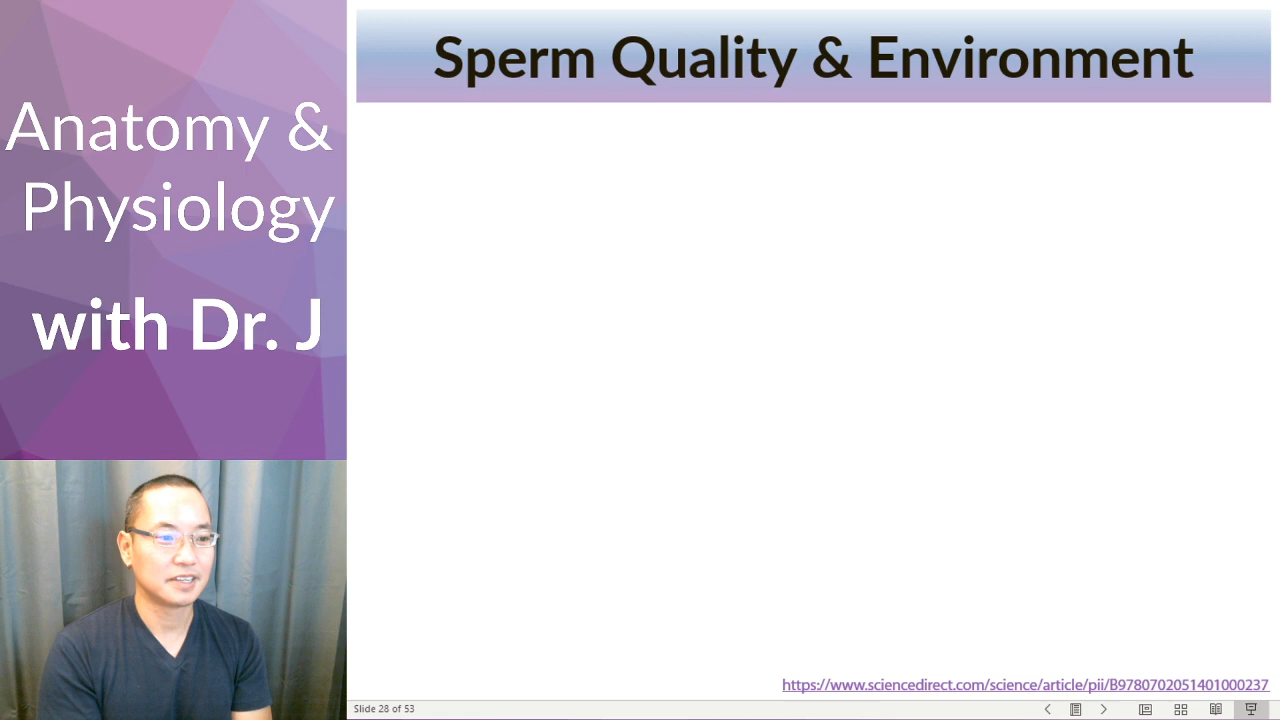 Anatomy &
Physiology
with Dr. J
Sperm Quality & Environment
https://www.sciencedirect.com/science/article/pii/B9780702051401000237
Slide 28 of 53